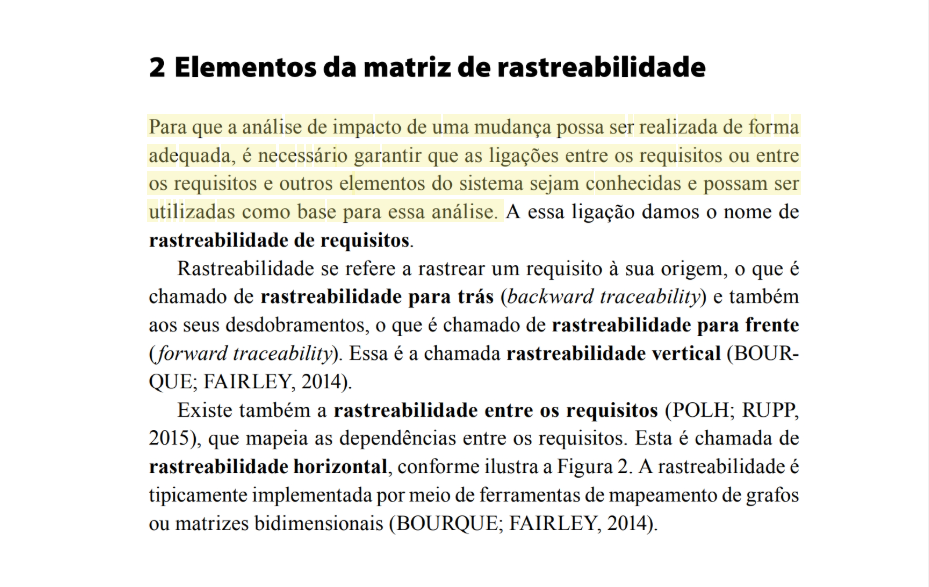 2 Elementos da matriz de rastreabilidade
Para que a análise de impacto de uma mudança possa ser realizada de forma
adequada, é necessário garantir que as ligações entre os requisitos ou entre
os requisitos e outros elementos do sistema sejam conhecidas e possam ser
utilizadas como base para essa análise. A essa ligação damos o nome de
rastreabilidade de requisitos.
Rastreabilidade se refere a rastrear um requisito à sua origem, o que é
chamado de rastreabilidade para trás (backward traceability) e também
aos seus desdobramentos, o que é chamado de rastreabilidade para frente
(forward traceability). Essa é a chamada rastreabilidade vertical (BOUR-
QUE; FAIRLEY, 2014).
Existe também a rastreabilidade entre os requisitos (POLH; RUPP,
2015), que mapeia as dependências entre os requisitos. Esta é chamada de
rastreabilidade horizontal, conforme ilustra a Figura 2. A rastreabilidade é
tipicamente implementada por meio de ferramentas de mapeamento de grafos
ou matrizes bidimensionais (BOURQUE; FAIRLEY, 2014).